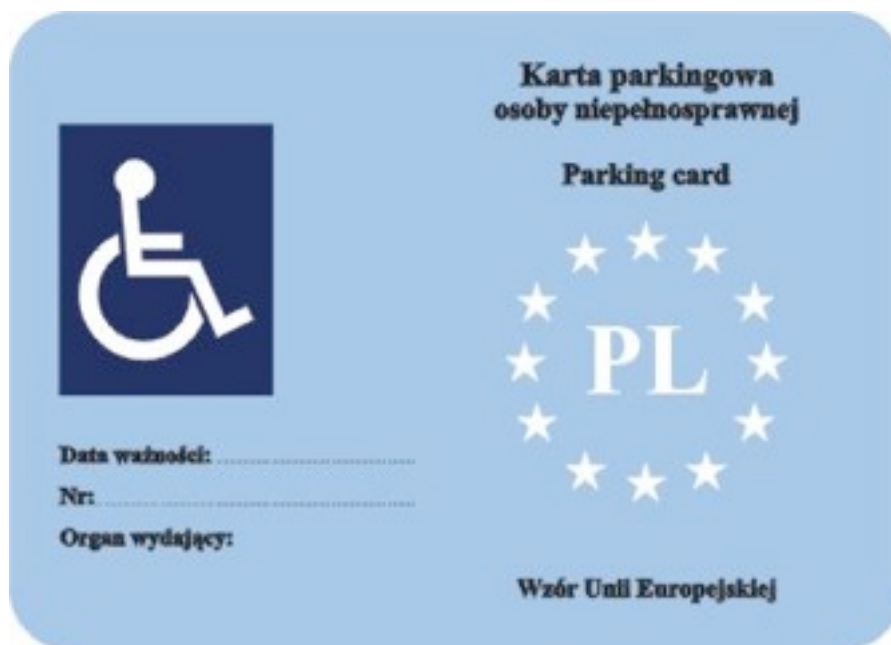 Karta parkingowa
osoby niepełnosprawnej
Parking card
PL
Data ważności:
Nr:
Organ wydający:
Wzór Unii Europejskiej